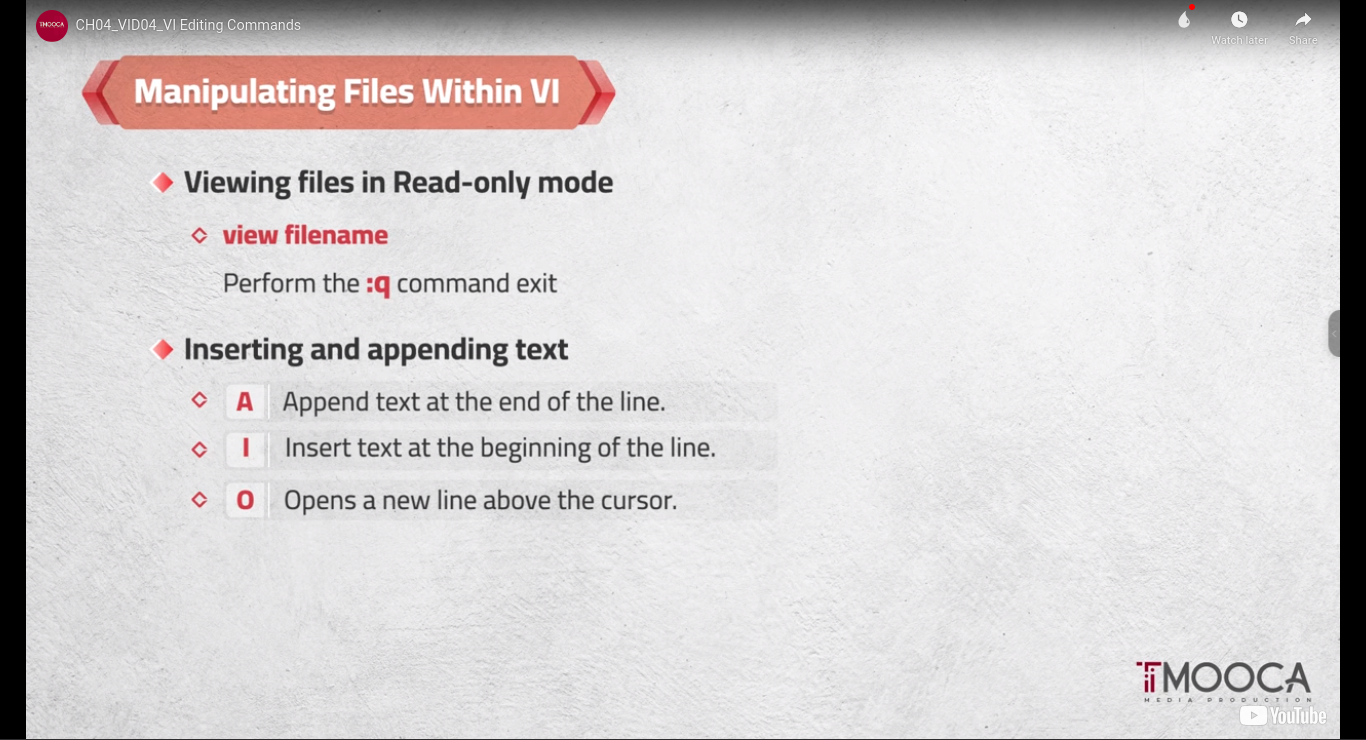 TMOOCA
CH04_VID04_VI Editing Commands
Watch later
Share
Manipulating Files Within VI
Viewing files in Read-only mode
view filename
Perform the :q command exit
Inserting and appending text
A Append text at the end of the line.
I Insert text at the beginning of the line.
O Opens a new line above the cursor.
TMOOCA
MEDIA PRODUCTION
YouTube